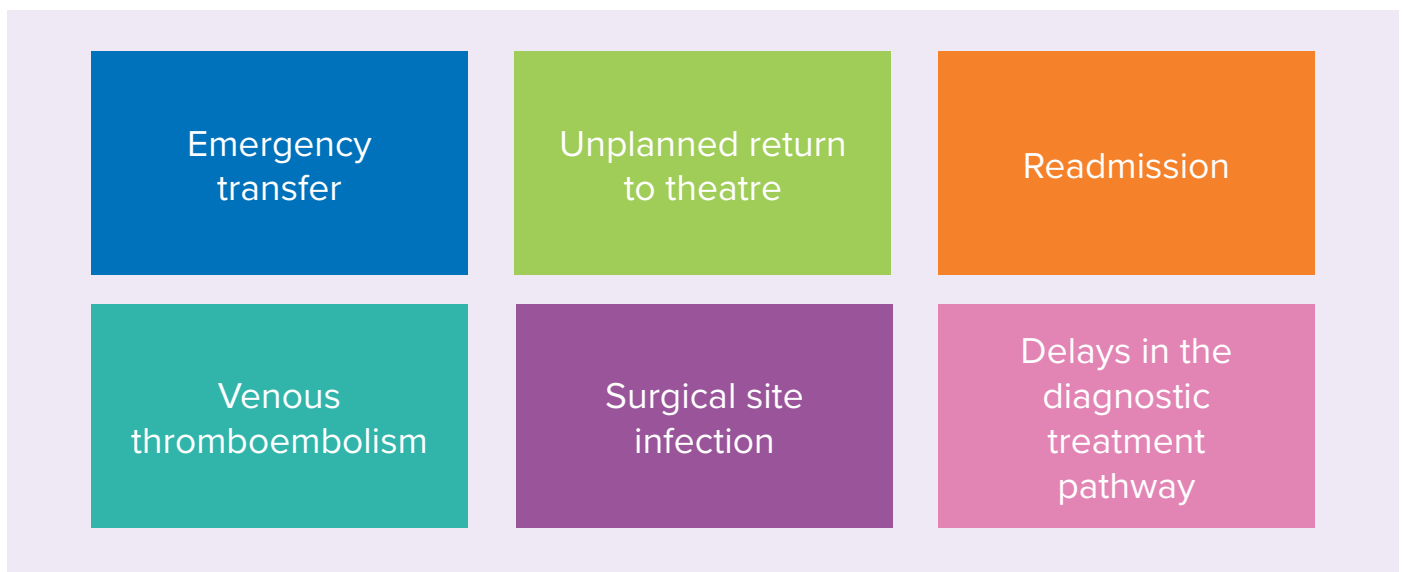 Emergency
transfer
Unplanned return
to theatre
Readmission
Venous
thromboembolism
Surgical site
infection
Delays in the
diagnostic
treatment
pathway